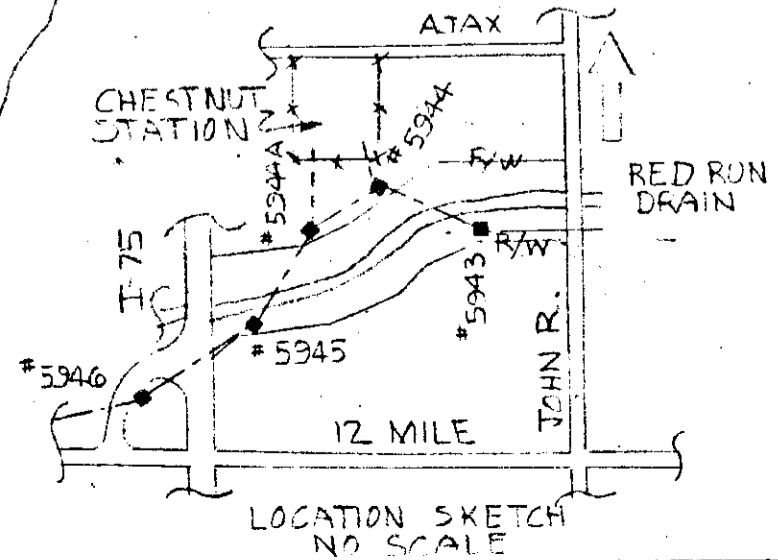 ATAX
CHESTNUT
STATION
# 5944
# 5944A
R/W
RED RUN
DRAIN
R/W
I-75
# 5943
# 5945
# 5946
JOHN R.
12 MILE
LOCATION SKETCH
NO SCALE